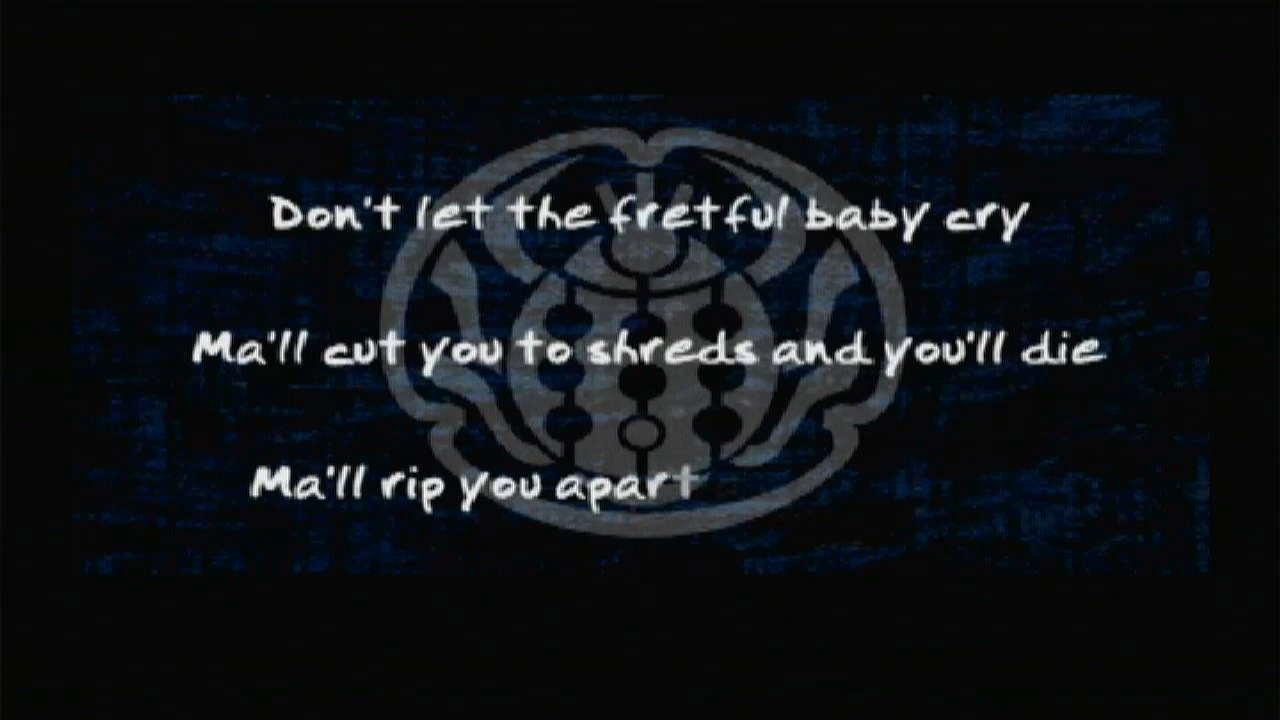 Don't let the fretful baby cry
Ma'll cut you to shreds and you'll die
Ma'll rip you apart